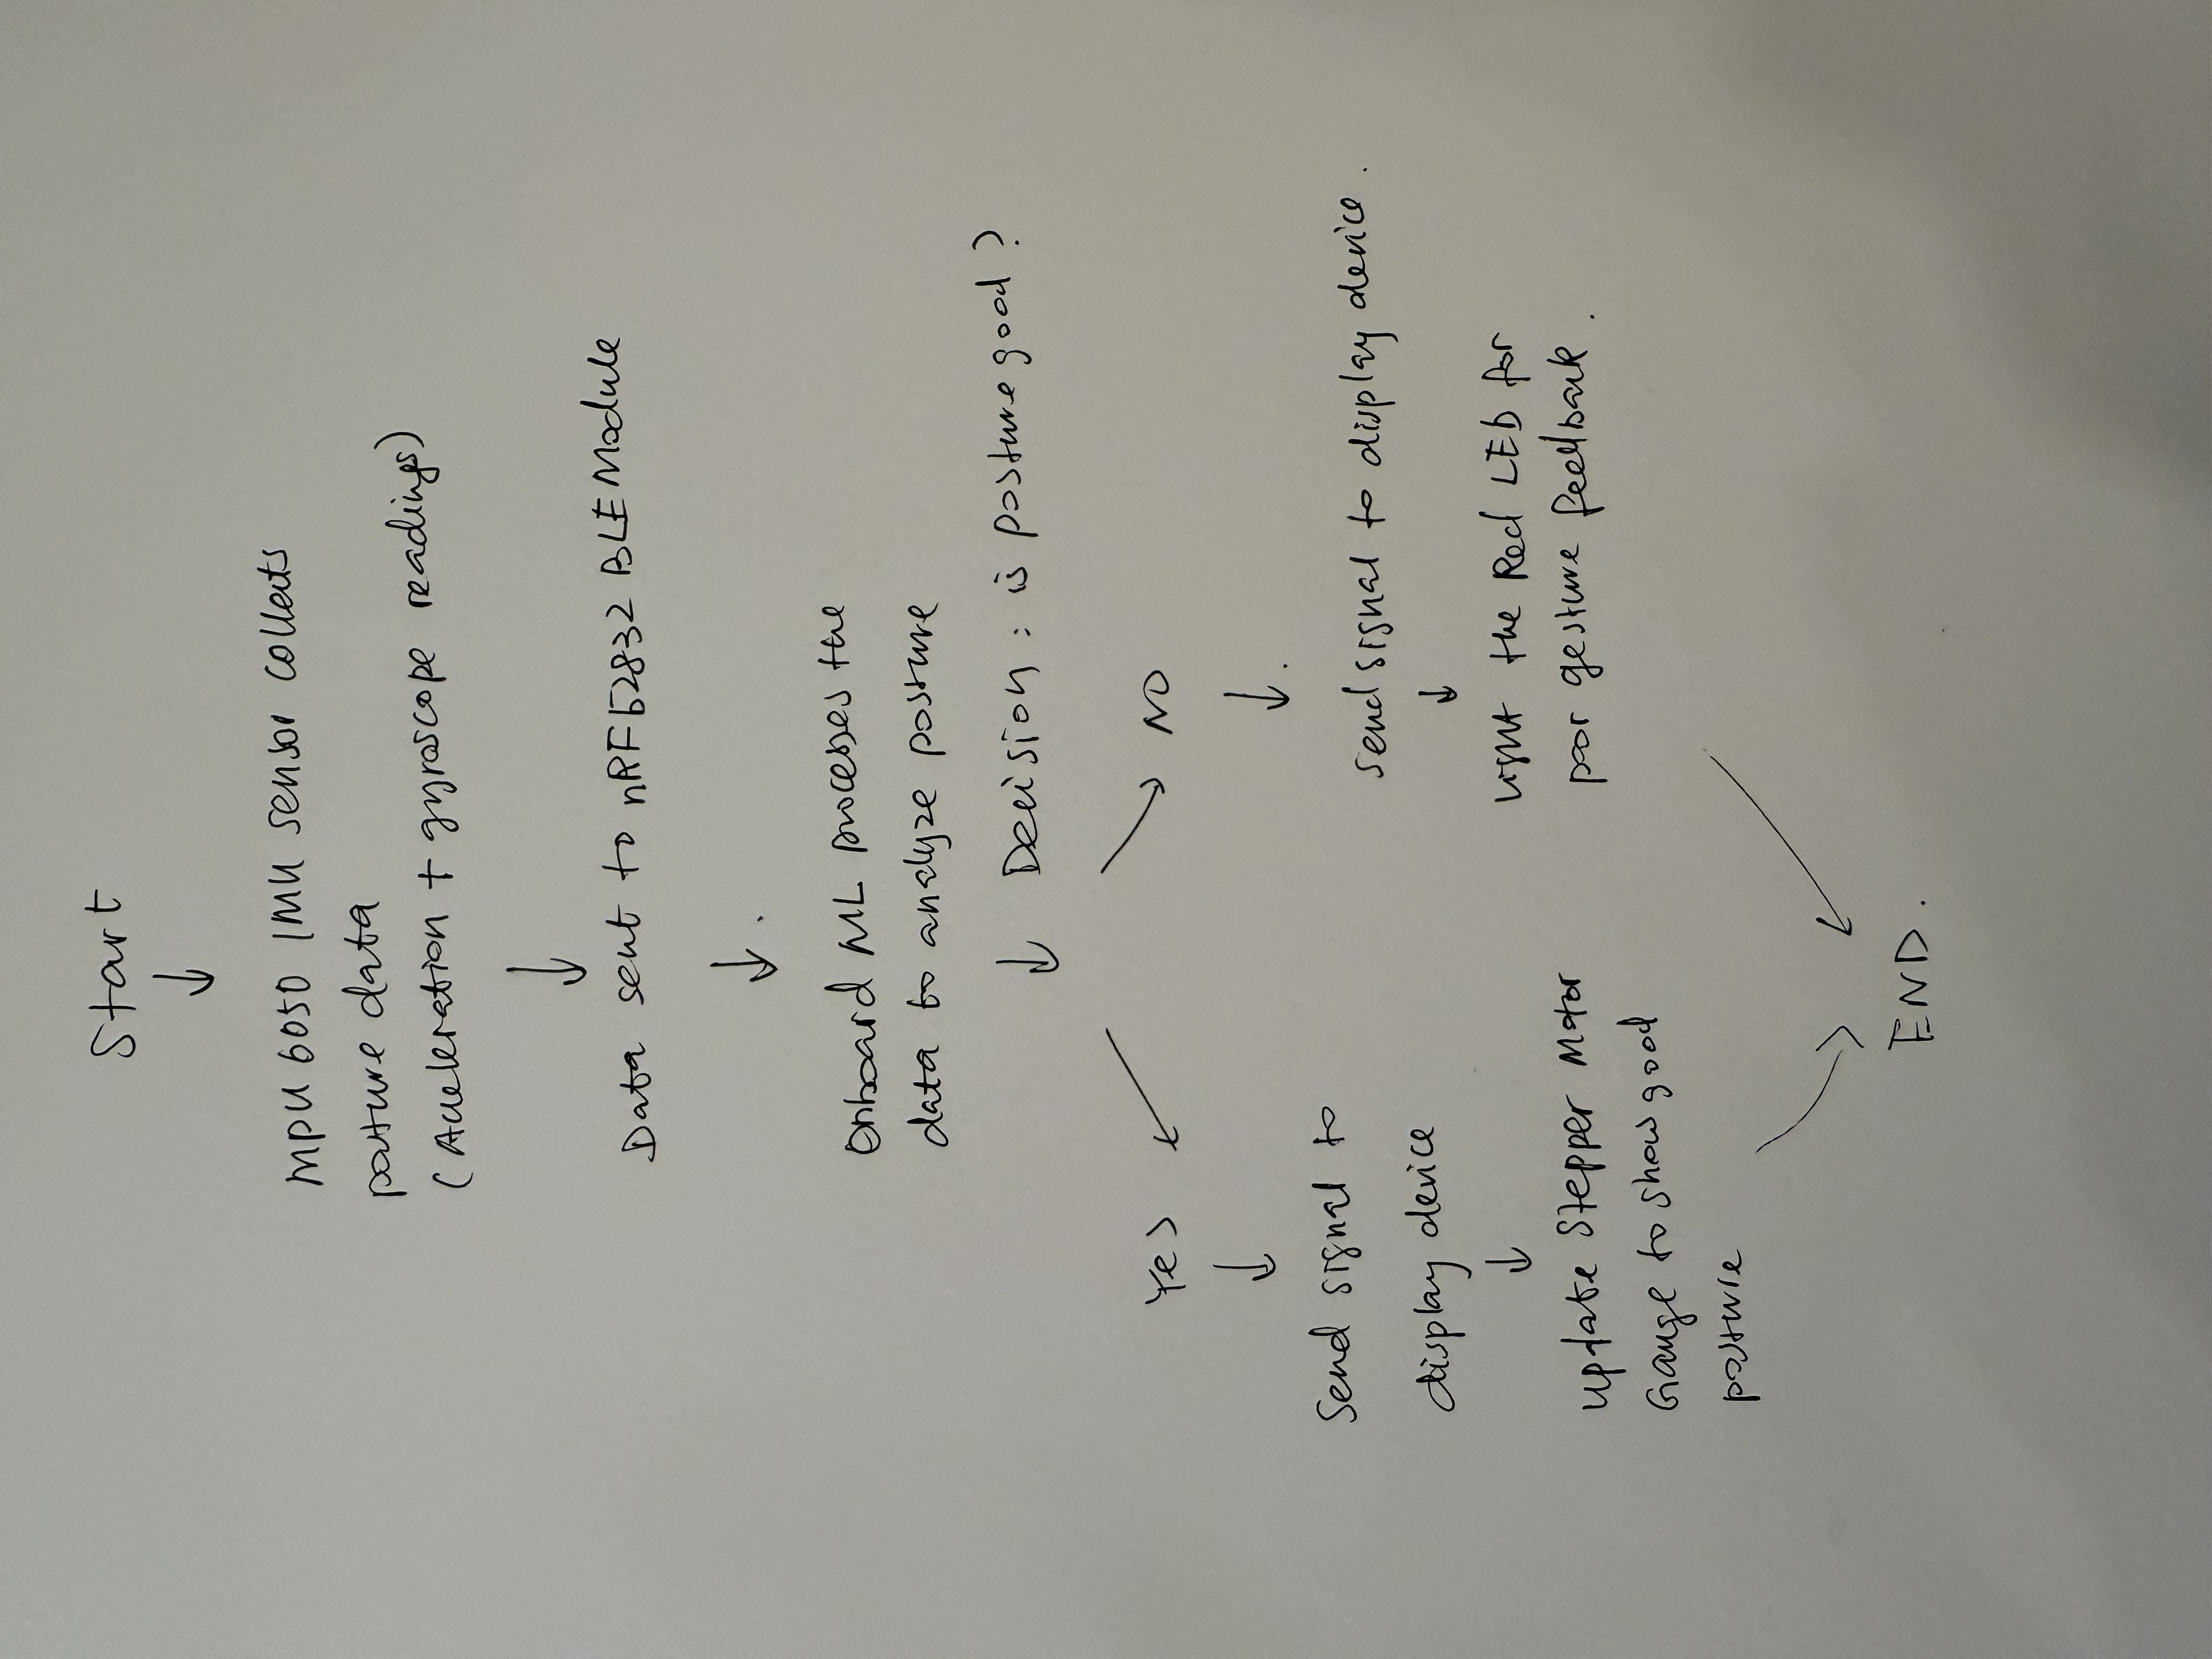 Start
MPU 6050 IMU sensor collects
posture data
(Acceleration + gyroscope readings)
Data sent to nRF52832 BLE Module
Onboard ML processes the
data to analyze posture
Decision : is posture good ?
Yes
NO
Send signal to
display device
send signal to display device.
Light the Red LED for
poor gesture feedback.
update Stepper Motor
Gauge to show good
posture
END.